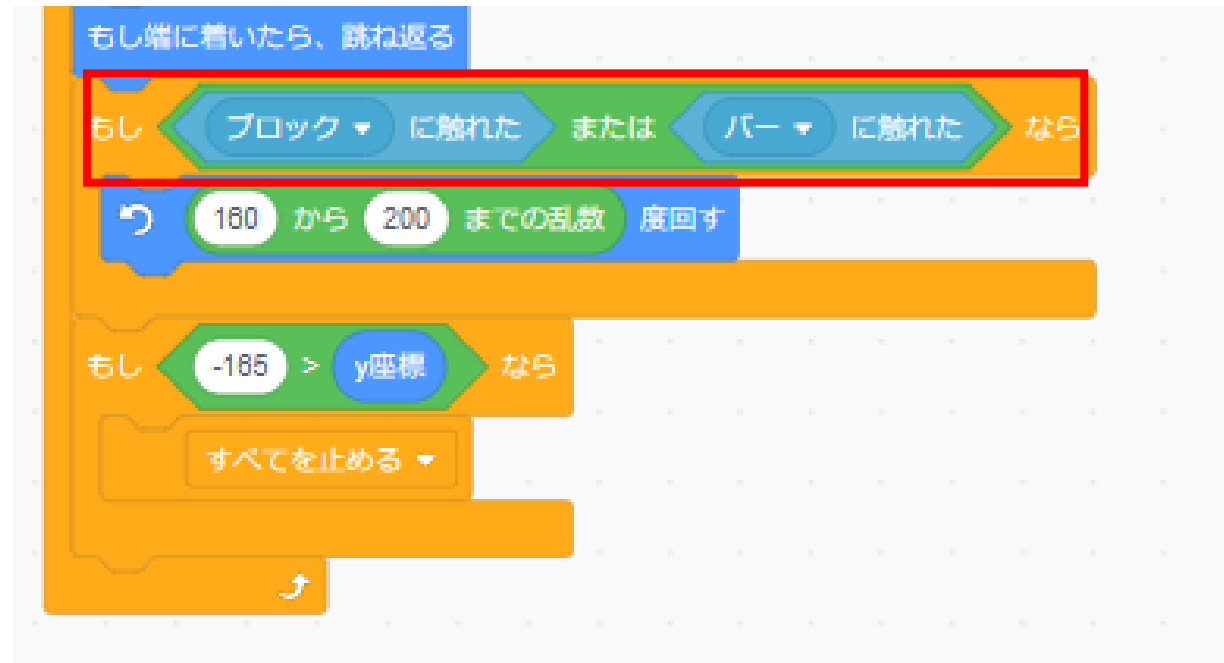 もし端に着いたら、跳ね返る
もし ブロック に触れた または バー に触れた なら
160 から 200 までの乱数 度回す
もし -165 > y座標 なら
すべてを止める